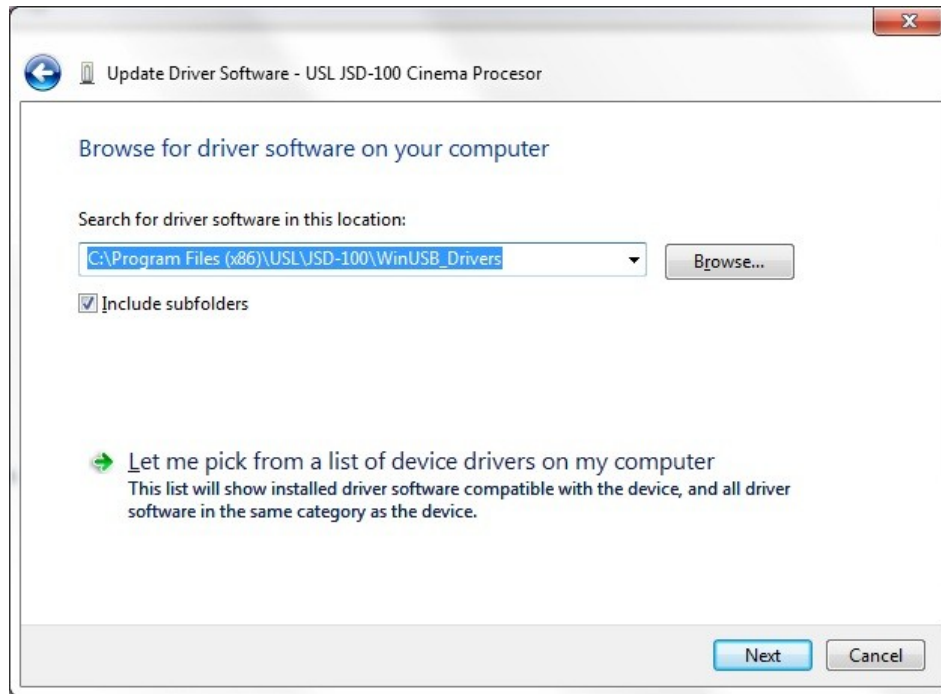 Update Driver Software - USL JSD-100 Cinema Procesor
Browse for driver software on your computer
Search for driver software in this location:
C:\Program Files (x86)\USL\JSD-100\WinUSB_Drivers
Browse...
Include subfolders
Let me pick from a list of device drivers on my computer
This list will show installed driver software compatible with the device, and all driver
software in the same category as the device.
Next
Cancel